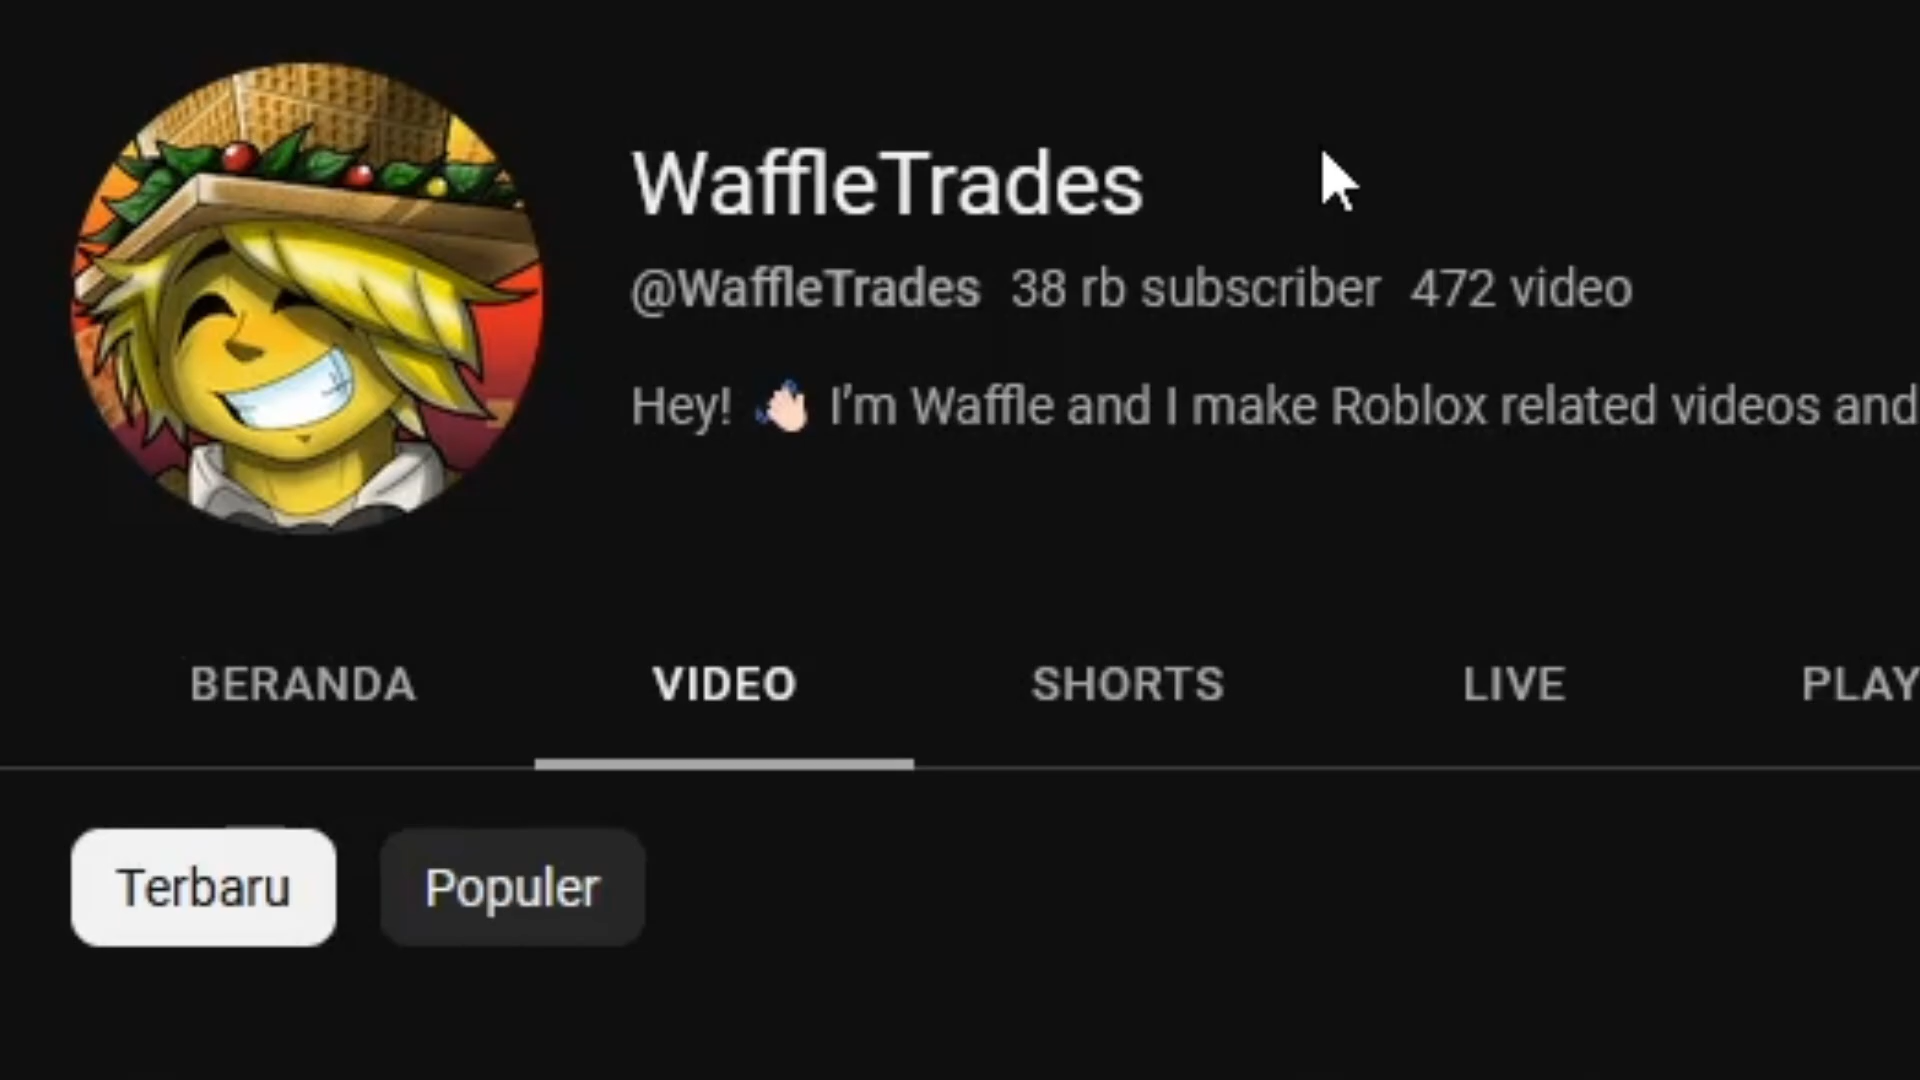 WaffleTrades
@WaffleTrades 38 rb subscriber 472 video
Hey! 👋🏻 I'm Waffle and I make Roblox related videos and
BERANDA VIDEO SHORTS LIVE PLAY
Terbaru Populer